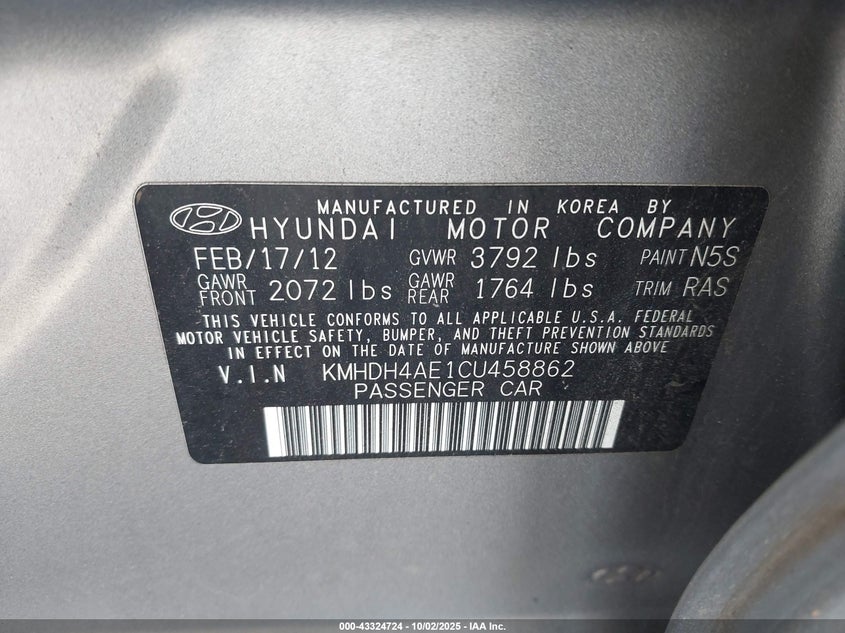 MANUFACTURED IN KOREA BY
HYUNDAI MOTOR COMPANY
FEB/17/12 GVWR 3792 lbs PAINT N5S
GAWR FRONT 2072 lbs GAWR REAR 1764 lbs TRIM RAS
THIS VEHICLE CONFORMS TO ALL APPLICABLE U.S.A. FEDERAL
MOTOR VEHICLE SAFETY, BUMPER, AND THEFT PREVENTION STANDARDS
IN EFFECT ON THE DATE OF MANUFACTURE SHOWN ABOVE
V.I.N KMHDH4AE1CU458862
PASSENGER CAR
000-43324724 - 10/02/2025 - IAA Inc.